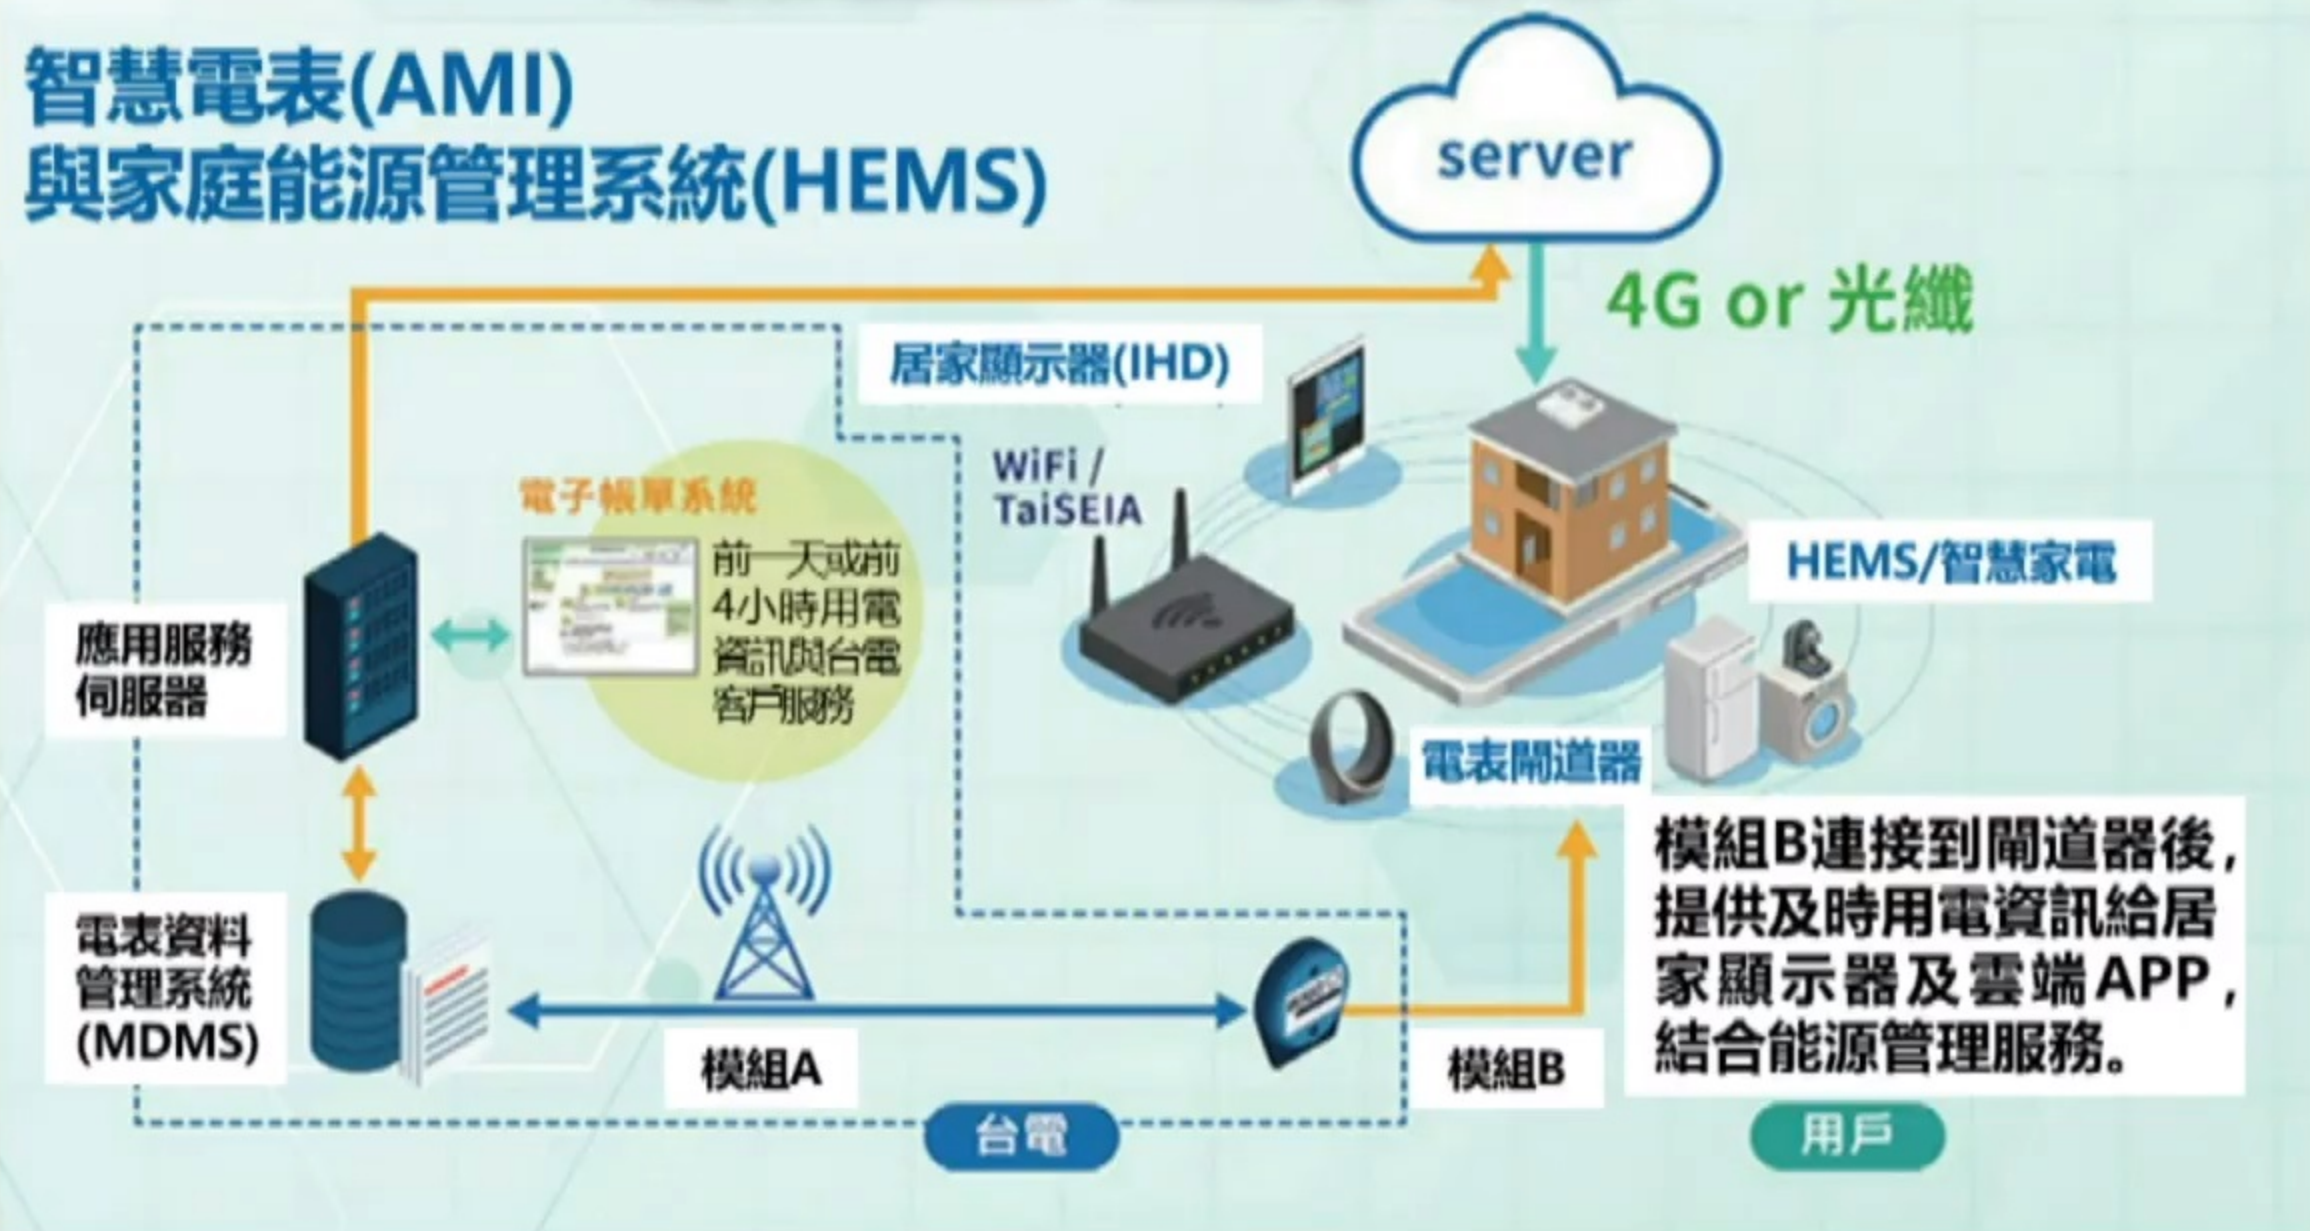 智慧電表(AMI)
與家庭能源管理系統(HEMS)
server
4G or 光纖
居家顯示器(IHD)
WiFi /
TaiSEIA
電子帳單系統
前一天或前
4小時用電
資訊與台電
客戶服務
HEMS/智慧家電
應用服務
伺服器
電表閘道器
模組B連接到閘道器後,
提供及時用電資訊給居
家顯示器及雲端APP,
結合能源管理服務。
電表資料
管理系統
(MDMS)
模組A
模組B
台電
用戶